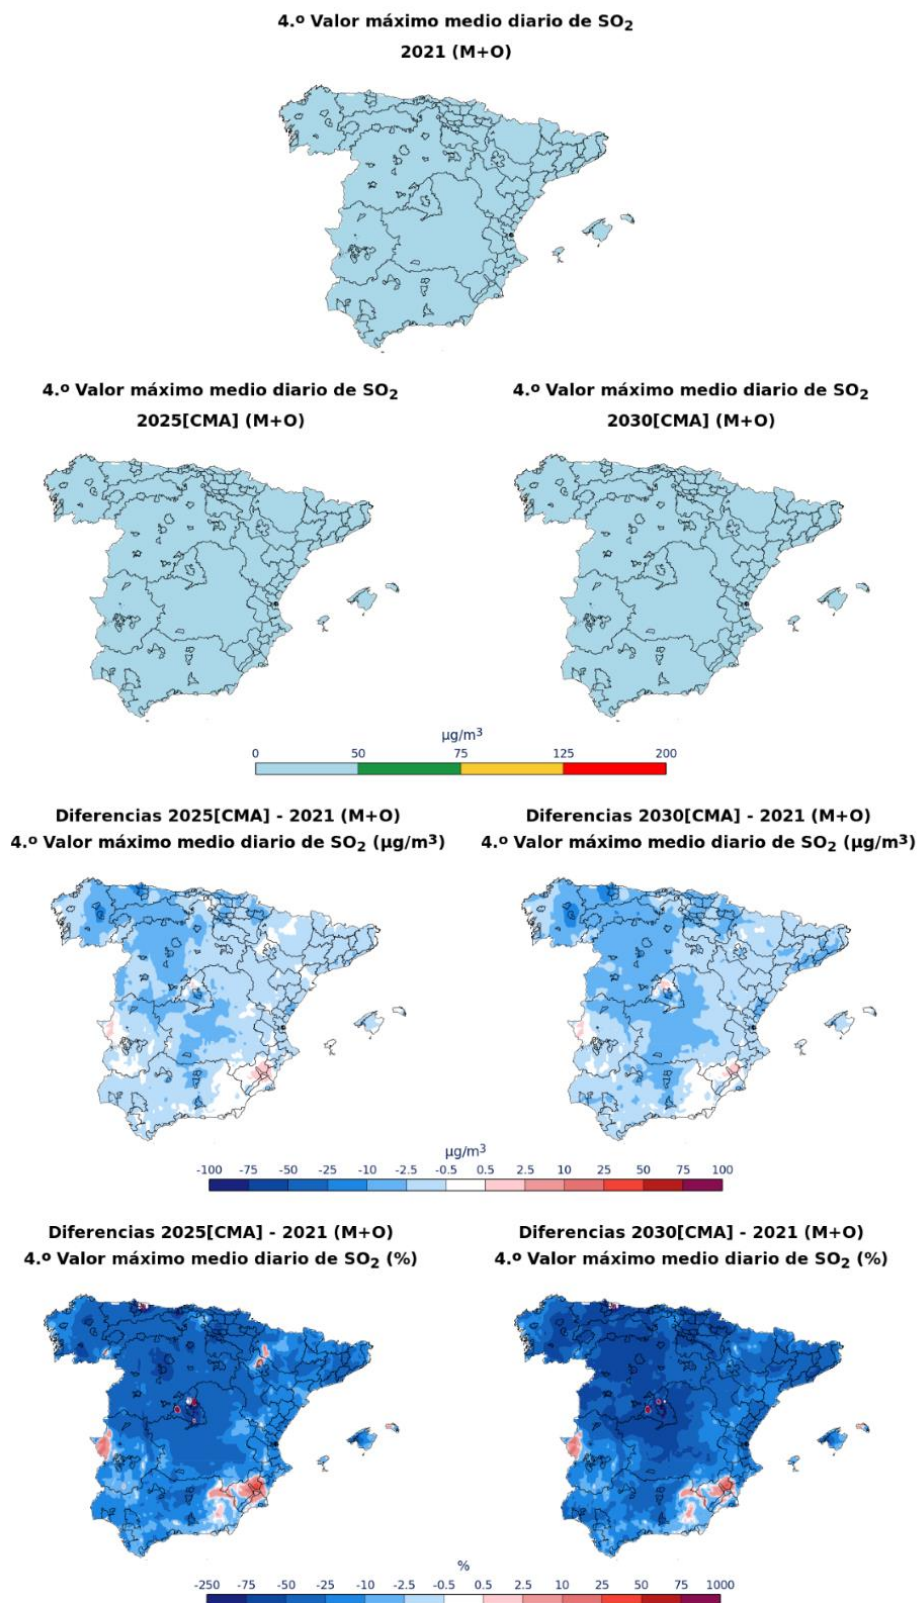 4.º Valor máximo medio diario de SO2
2021 (M+O)
4.º Valor máximo medio diario de SO2
2025[CMA] (M+O)
4.º Valor máximo medio diario de SO2
2030[CMA] (M+O)
µg/m3
0 50 75 125 200
Diferencias 2025[CMA] - 2021 (M+O)
4.º Valor máximo medio diario de SO2 (µg/m3)
Diferencias 2030[CMA] - 2021 (M+O)
4.º Valor máximo medio diario de SO2 (µg/m3)
µg/m3
-100 -75 -50 -25 -10 -2.5 -0.5 0.5 2.5 10 25 50 75 100
Diferencias 2025[CMA] - 2021 (M+O)
4.º Valor máximo medio diario de SO2 (%)
Diferencias 2030[CMA] - 2021 (M+O)
4.º Valor máximo medio diario de SO2 (%)
%
-250 -75 -50 -25 -10 -2.5 -0.5 0.5 2.5 10 25 50 75 1000